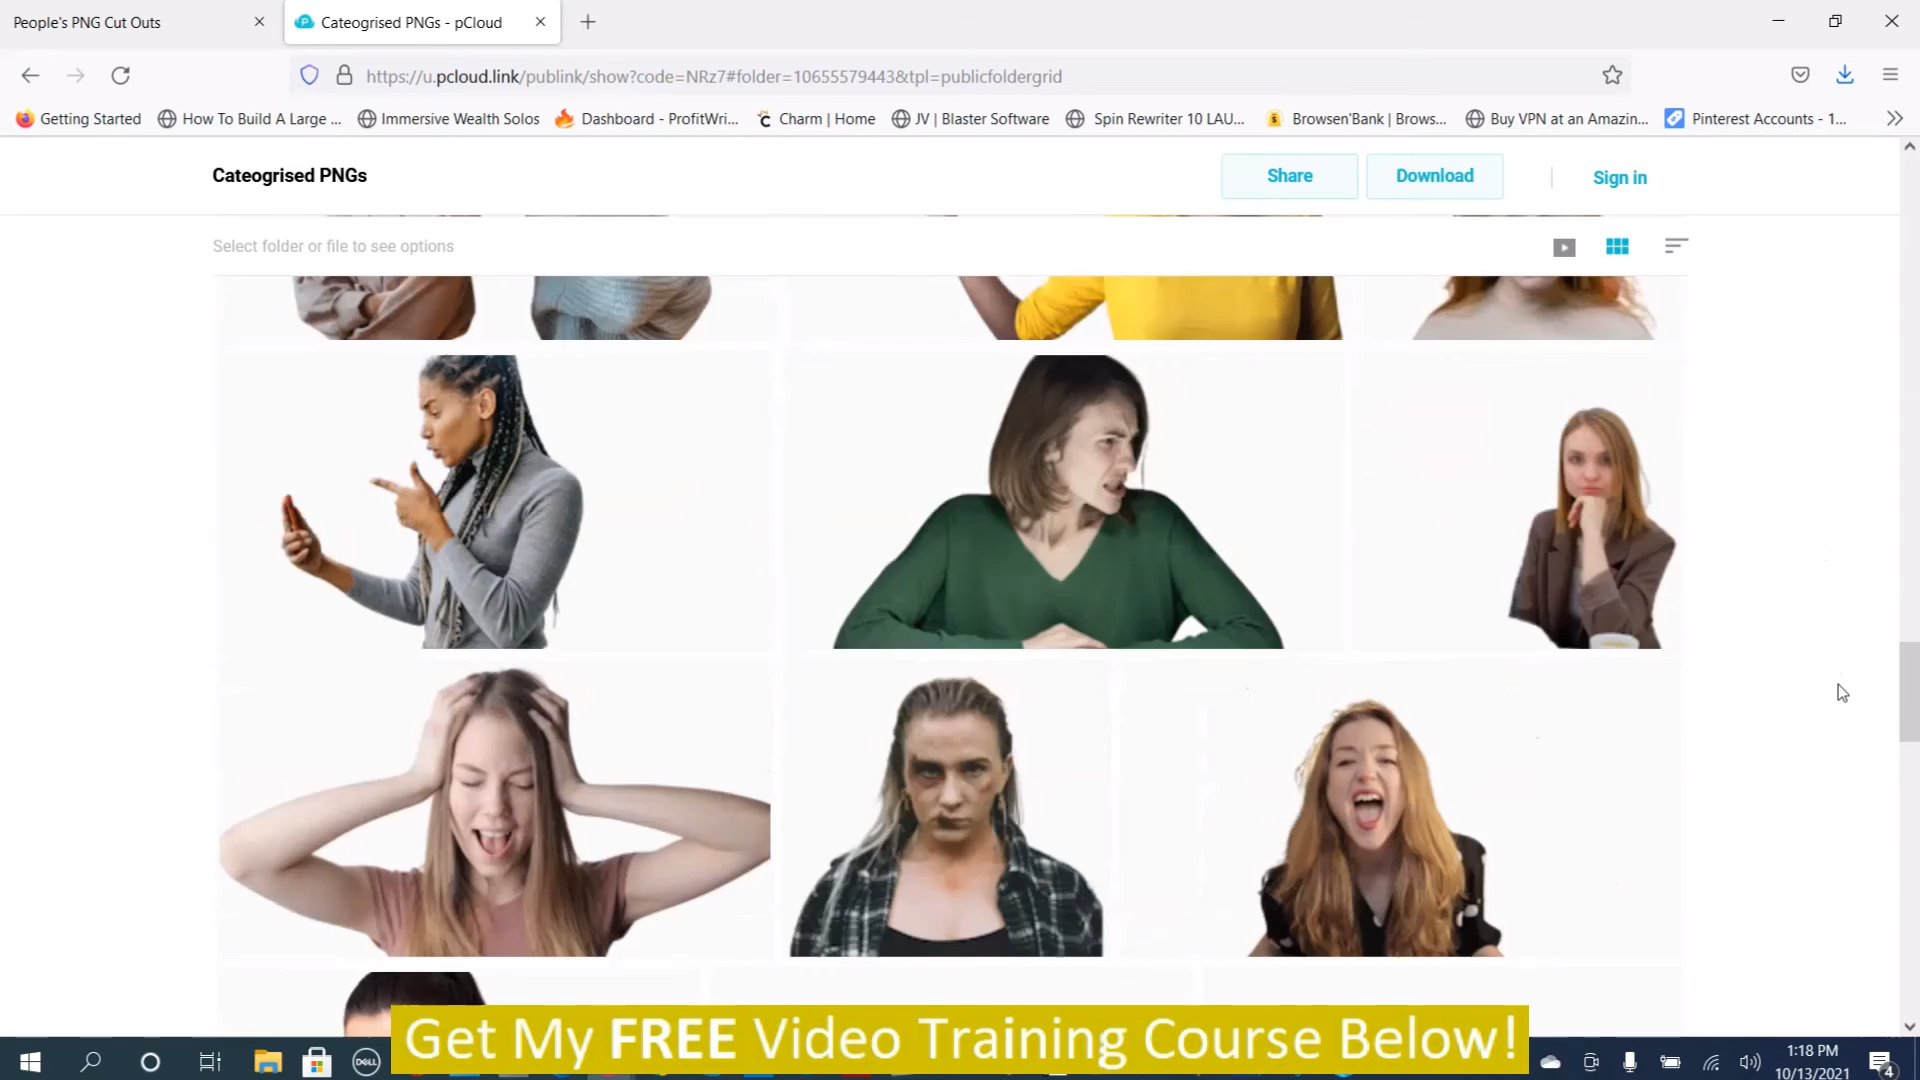 People's PNG Cut Outs
Cateogrised PNGs - pCloud
https://u.pcloud.link/publink/show?code=NRz7#folder=10655579443&tpl=publicfoldergrid
Getting Started
How To Build A Large ...
Immersive Wealth Solos
Dashboard - ProfitWri...
Charm | Home
JV | Blaster Software
Spin Rewriter 10 LAU...
Browsen'Bank | Brows...
Buy VPN at an Amazin...
Pinterest Accounts - 1...
Cateogrised PNGs
Share
Download
Sign in
Select folder or file to see options
Get My FREE Video Training Course Below!
DELL
1:18 PM
10/13/2021
4